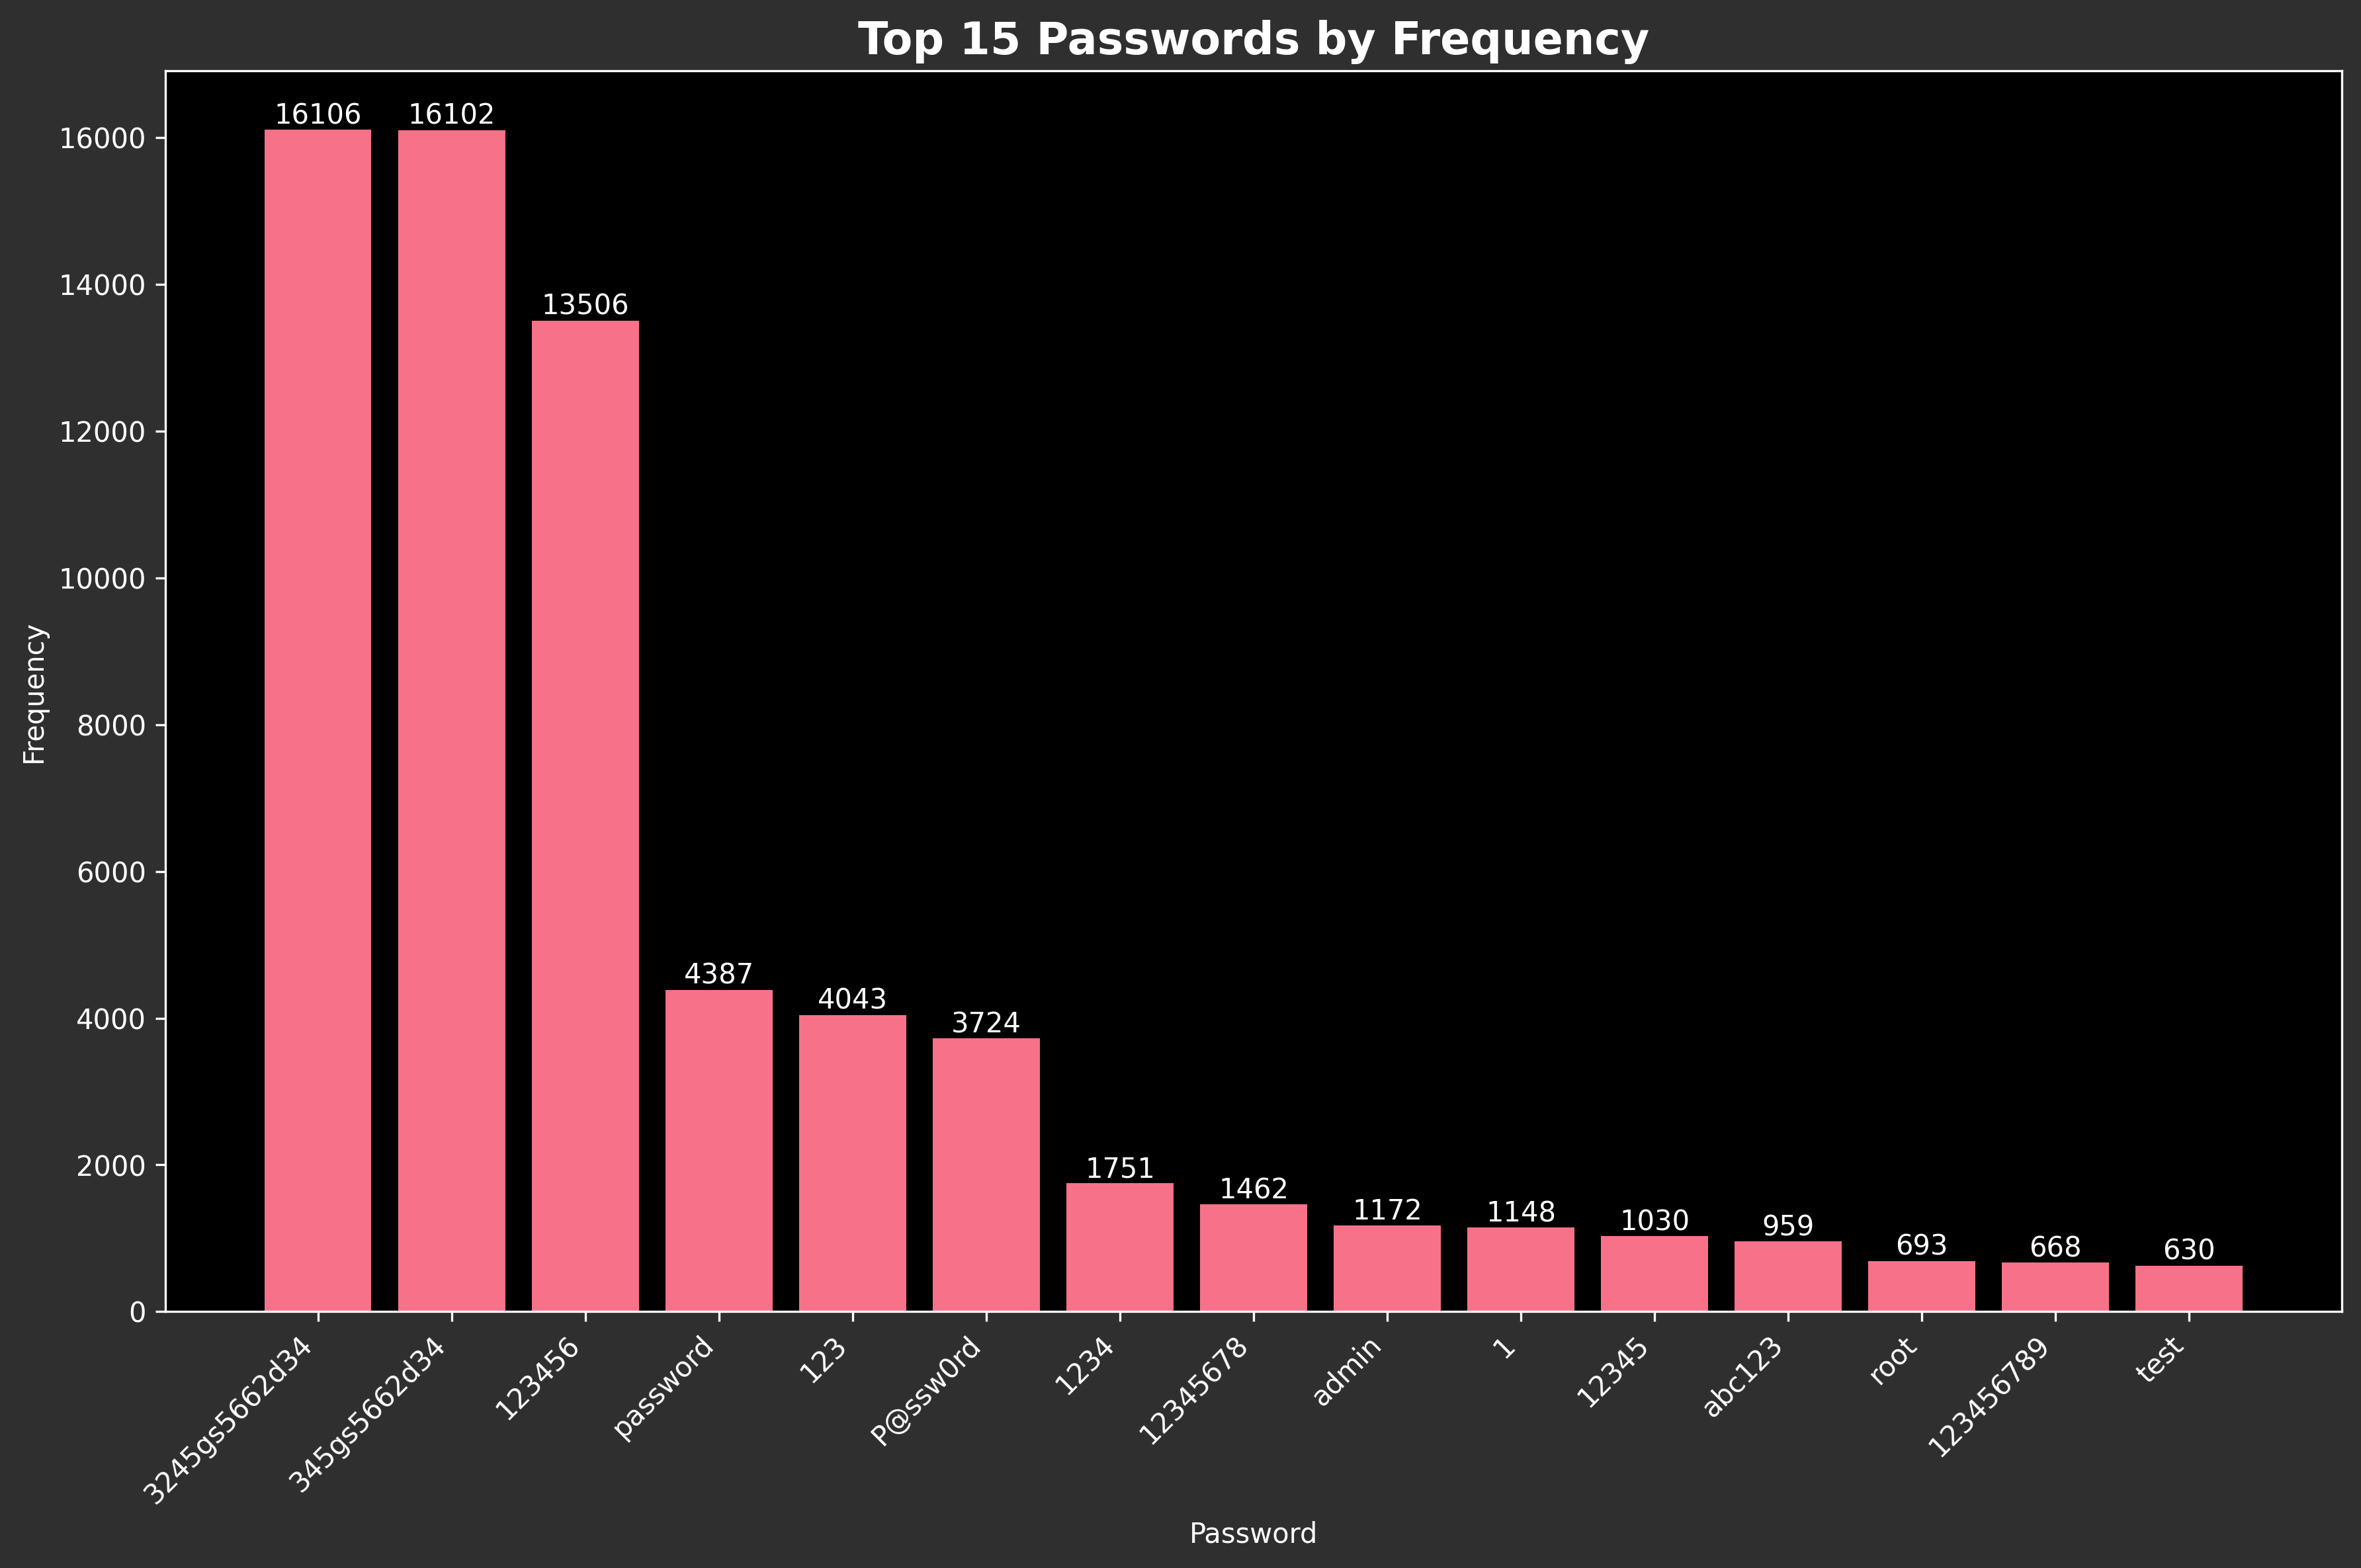 Top 15 Passwords by Frequency
16106
16102
13506
4387
4043
3724
1751
1462
1172
1148
1030
959
693
668
630
16000
14000
12000
10000
8000
6000
4000
2000
0
Frequency
3245gs5662d34
345gs5662d34
123456
password
123
P@ssw0rd
1234
12345678
admin
1
12345
abc123
root
123456789
test
Password